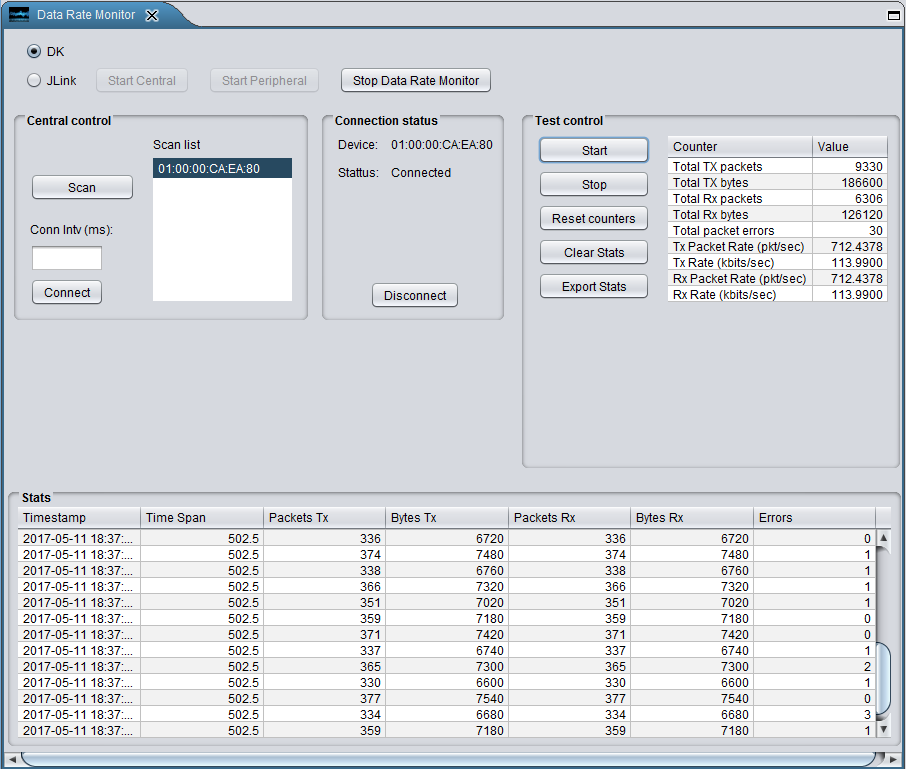 Data Rate Monitor
DK
JLink Start Central Start Peripheral Stop Data Rate Monitor
Central control
Scan list
01:00:00:CA:EA:80
Scan
Conn Intv (ms):
Connect
Connection status
Device: 01:00:00:CA:EA:80
Sttatus: Connected
Disconnect
Test control
Start
Stop
Reset counters
Clear Stats
Export Stats
Counter Value
Total TX packets 9330
Total TX bytes 186600
Total Rx packets 6306
Total Rx bytes 126120
Total packet errors 30
Tx Packet Rate (pkt/sec) 712.4378
Tx Rate (kbits/sec) 113.9900
Rx Packet Rate (pkt/sec) 712.4378
Rx Rate (kbits/sec) 113.9900
Stats
Timestamp Time Span Packets Tx Bytes Tx Packets Rx Bytes Rx Errors
2017-05-11 18:37:... 502.5 336 6720 336 6720 0
2017-05-11 18:37:... 502.5 374 7480 374 7480 1
2017-05-11 18:37:... 502.5 338 6760 338 6760 1
2017-05-11 18:37:... 502.5 366 7320 366 7320 1
2017-05-11 18:37:... 502.5 351 7020 351 7020 1
2017-05-11 18:37:... 502.5 359 7180 359 7180 0
2017-05-11 18:37:... 502.5 371 7420 371 7420 0
2017-05-11 18:37:... 502.5 337 6740 337 6740 1
2017-05-11 18:37:... 502.5 365 7300 365 7300 2
2017-05-11 18:37:... 502.5 330 6600 330 6600 1
2017-05-11 18:37:... 502.5 377 7540 377 7540 0
2017-05-11 18:37:... 502.5 334 6680 334 6680 3
2017-05-11 18:37:... 502.5 359 7180 359 7180 1